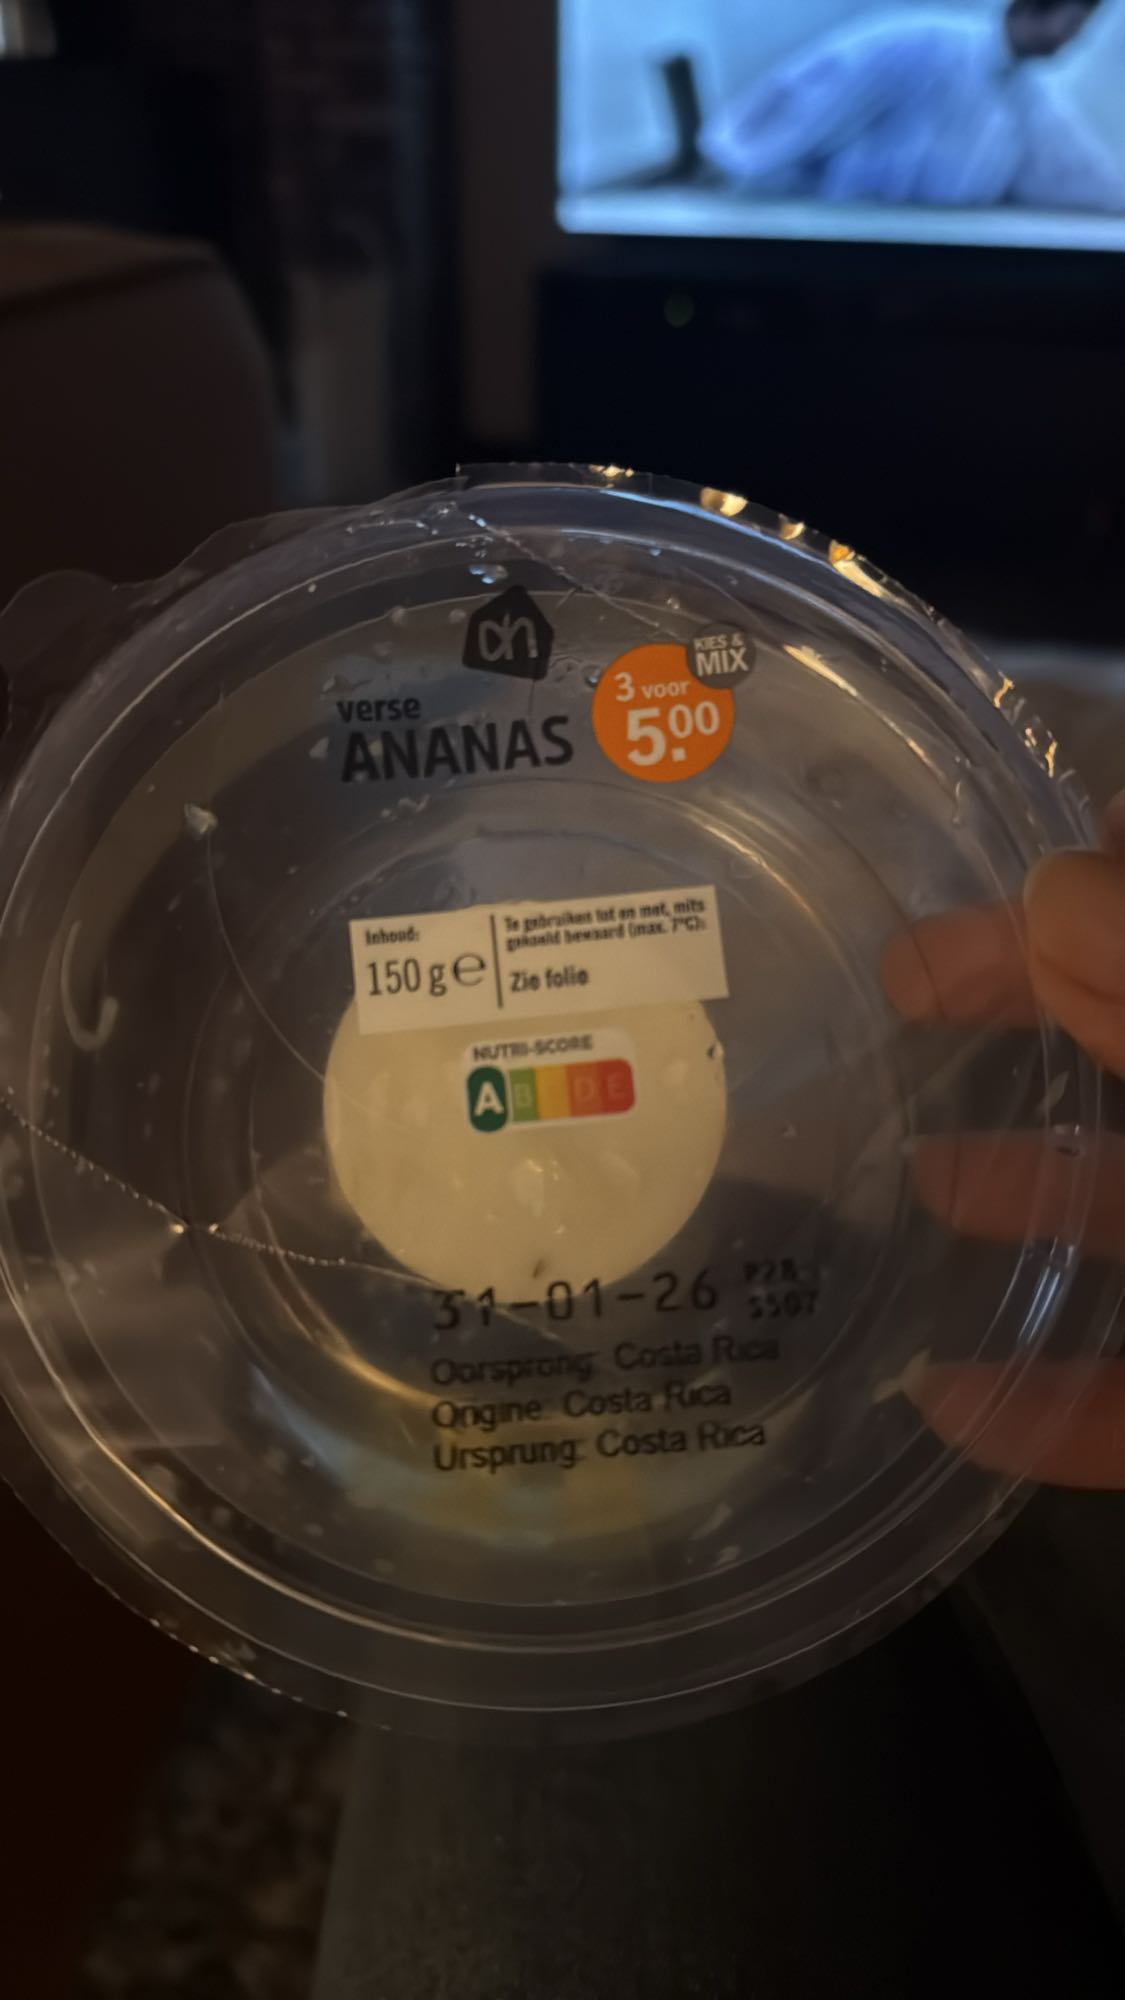 ah
verse
ANANAS
KIES &
MIX
3 voor
5.00
Inhoud:
150 g e
Te gebruiken tot en met, mits
gekoeld bewaard (max. 7°C):
Zie folie
NUTRI-SCORE
A B D E
31-01-26
Oorsprong: Costa Rica
Origine: Costa Rica
Ursprung: Costa Rica